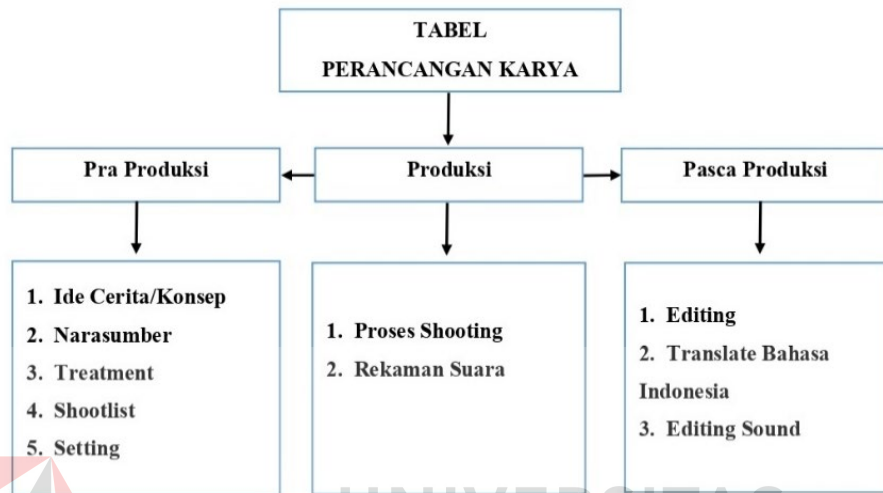 TABEL
PERANCANGAN KARYA
Pra Produksi
Produksi
Pasca Produksi
1. Ide Cerita/Konsep
2. Narasumber
3. Treatment
4. Shootlist
5. Setting
1. Proses Shooting
2. Rekaman Suara
1. Editing
2. Translate Bahasa
Indonesia
3. Editing Sound
UNIVERSITAS